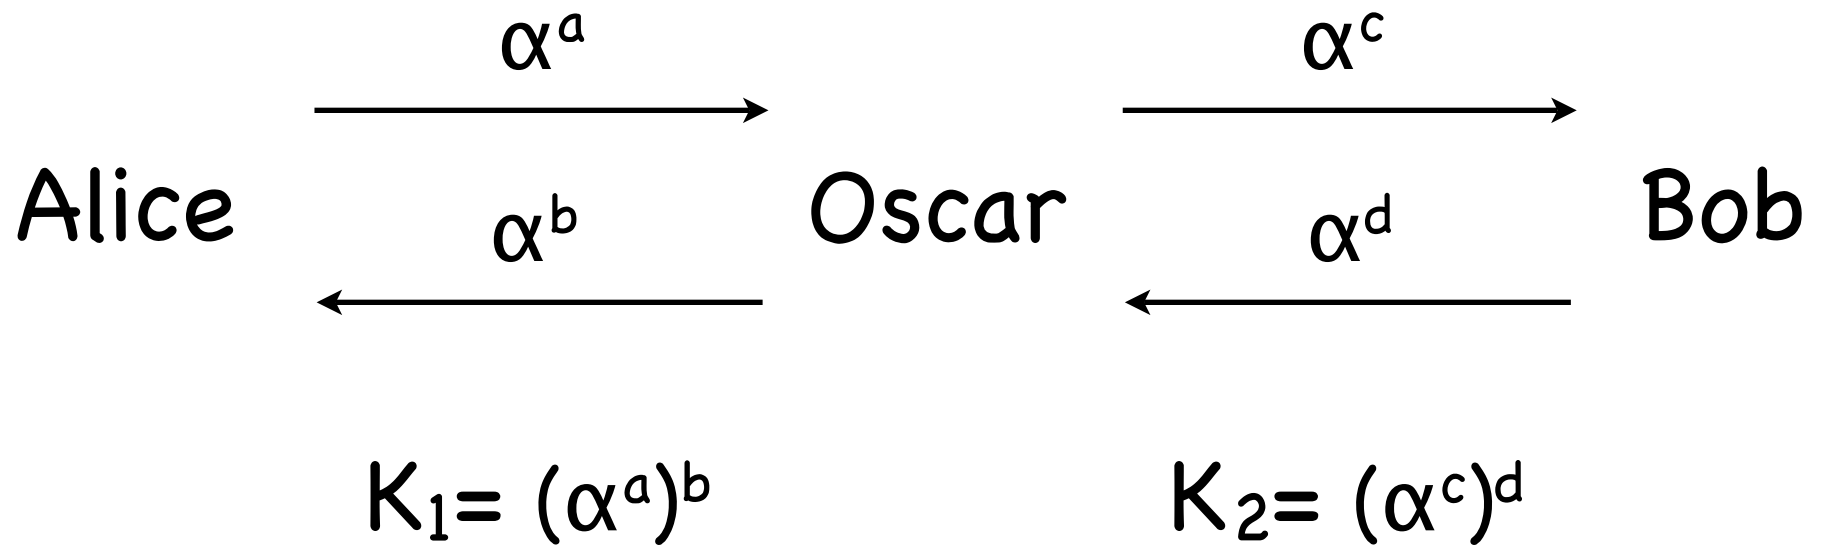 αᵃ αᶜ
Alice Oscar Bob
αᵇ αᵈ
K₁= (αᵃ)ᵇ K₂= (αᶜ)ᵈ